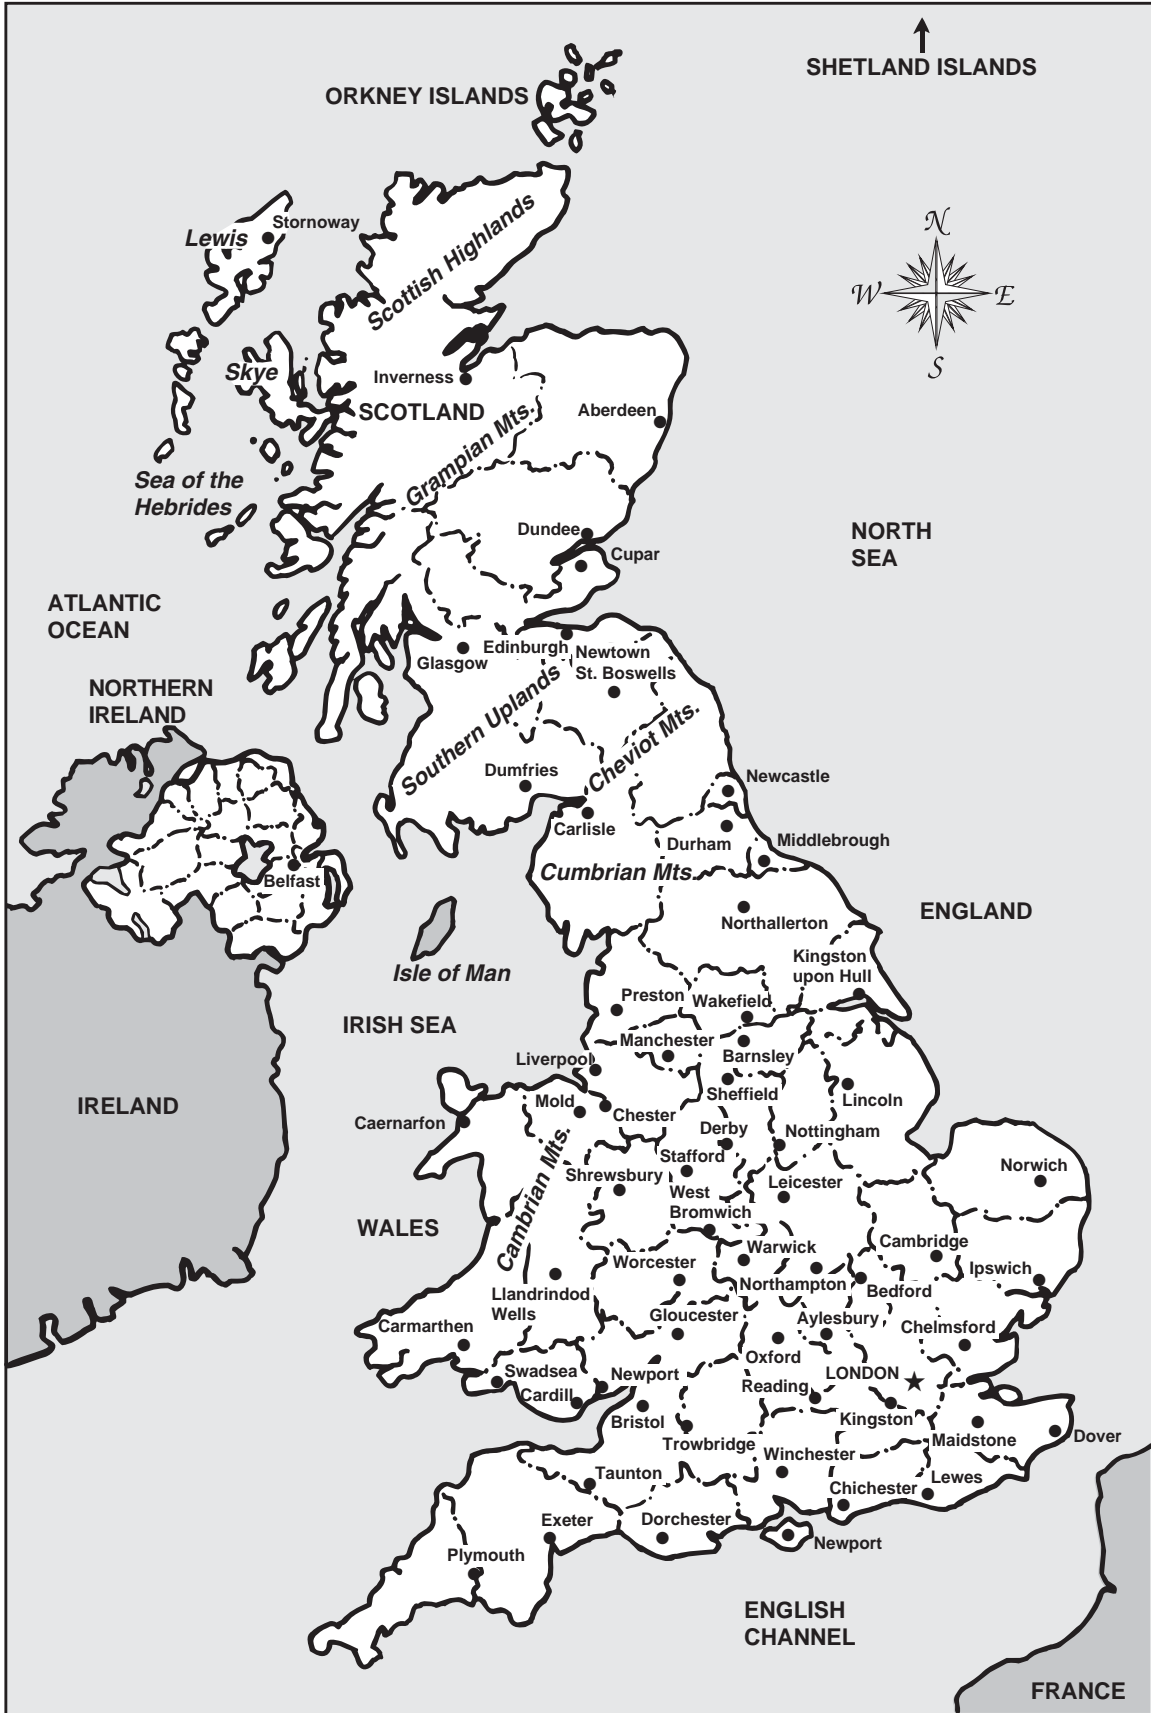 SHETLAND ISLANDS
ORKNEY ISLANDS
Stornoway
Lewis
Scottish Highlands
N
W
E
S
Skye
Inverness
SCOTLAND
Aberdeen
Grampian Mts.
Sea of the
Hebrides
Dundee
NORTH
SEA
Cupar
ATLANTIC
OCEAN
Edinburgh
Glasgow
Newtown
St. Boswells
NORTHERN
IRELAND
Southern Uplands
Cheviot Mts.
Dumfries
Newcastle
Carlisle
Durham
Middlebrough
Cumbrian Mts.
Belfast
ENGLAND
Northallerton
Isle of Man
Kingston
upon Hull
Preston
Wakefield
IRISH SEA
Manchester
Barnsley
Liverpool
Sheffield
Lincoln
IRELAND
Mold
Chester
Caernarfon
Derby
Nottingham
Cambrian Mts.
Stafford
Norwich
Shrewsbury
West
Bromwich
Leicester
WALES
Warwick
Cambridge
Worcester
Northampton
Bedford
Ipswich
Llandrindod
Wells
Gloucester
Aylesbury
Chelmsford
Carmarthen
Oxford
Swadsea
Newport
LONDON
Reading
Cardill
Bristol
Kingston
Maidstone
Dover
Trowbridge
Winchester
Taunton
Chichester
Lewes
Exeter
Dorchester
Newport
Plymouth
ENGLISH
CHANNEL
FRANCE